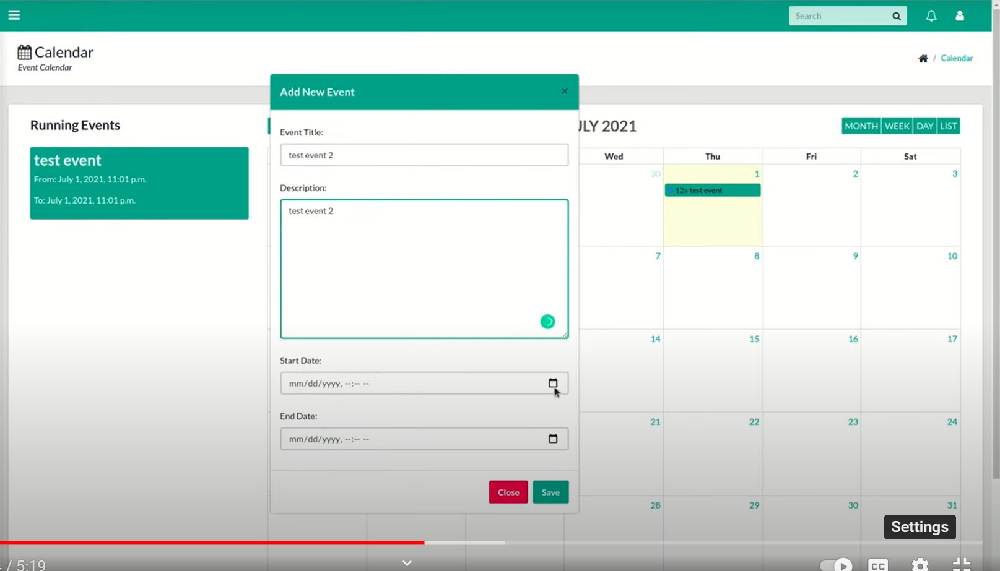 Search
Calendar
Event Calendar
/ Calendar
Add New Event
×
Running Events
test event
From: July 1, 2021, 11:01 p.m.
To: July 1, 2021, 11:01 p.m.
Event Title:
test event 2
Description:
test event 2
Start Date:
mm/dd/yyyy, --:-- --
End Date:
mm/dd/yyyy, --:-- --
Close Save
2021
MONTH WEEK DAY LIST
Wed Thu Fri Sat
30 1 2 3
12a test event
7 8 9 10
14 15 16 17
21 22 23 24
28 29 30 31
Settings
/ 5:19
CC